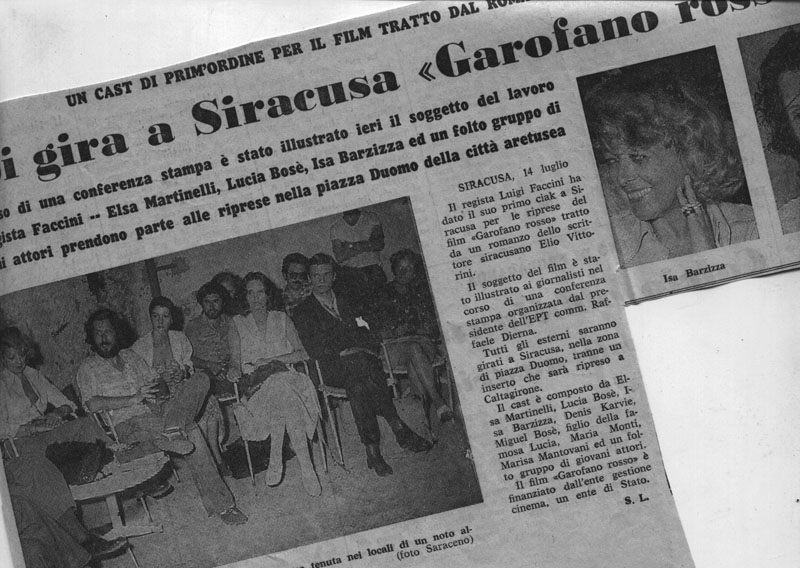 UN CAST DI PRIM'ORDINE PER IL FILM TRATTO DAL
gira a Siracusa «Garofano
di una conferenza stampa è stato illustrato ieri il soggetto del lavoro
Faccini -- Elsa Martinelli, Lucia Bosè, Isa Barzizza ed un folto gruppo di
attori prendono parte alle riprese nella piazza Duomo della città aretusea
SIRACUSA, 14 luglio
Il regista Luigi Faccini ha
dato il suo primo ciak a Si-
racusa per le riprese del
film «Garofano rosso» tratto
da un romanzo dello scrit-
tore siracusano Elio Vitto-
rini.
Il soggetto del film è sta-
to illustrato ai giornalisti nel
corso di una conferenza
stampa organizzata dal pre-
sidente dell'EPT comm. Raf-
faele Dierna.
Tutti gli esterni saranno
girati a Siracusa, nella zona
di piazza Duomo, tranne un
inserto che sarà ripreso a
Caltagirone.
Il cast è composto da El-
sa Martinelli, Lucia Bosè, I-
sa Barzizza, Denis Karvie,
Miguel Bosè, figlio della fa-
mosa Lucia, Maria Monti,
Marisa Mantovani ed un fol-
to gruppo di giovani attori.
Il film «Garofano rosso» è
finanziato dall'ente gestione
cinema, un ente di Stato.
S. L.
Isa Barzizza
tenuta nei locali di un noto al-
(foto Saraceno)